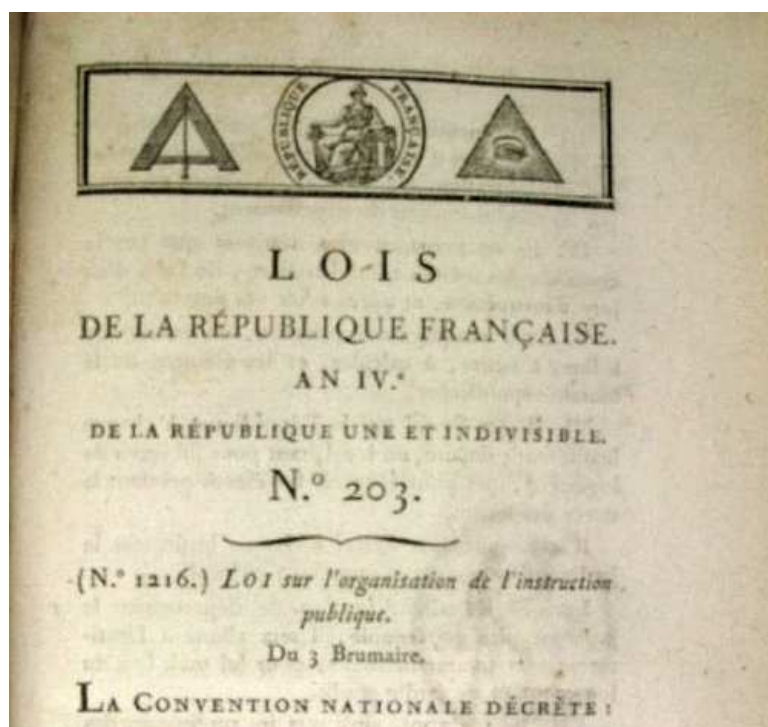 RÉPUBLIQUE FRANÇAISE
LOIS
DE LA RÉPUBLIQUE FRANÇAISE.
AN IV.e
DE LA RÉPUBLIQUE UNE ET INDIVISIBLE.
N.o 203.
(N.o 1216.) LOI sur l'organisation de l'instruction
publique.
Du 3 Brumaire.
LA CONVENTION NATIONALE DÉCRÈTE :